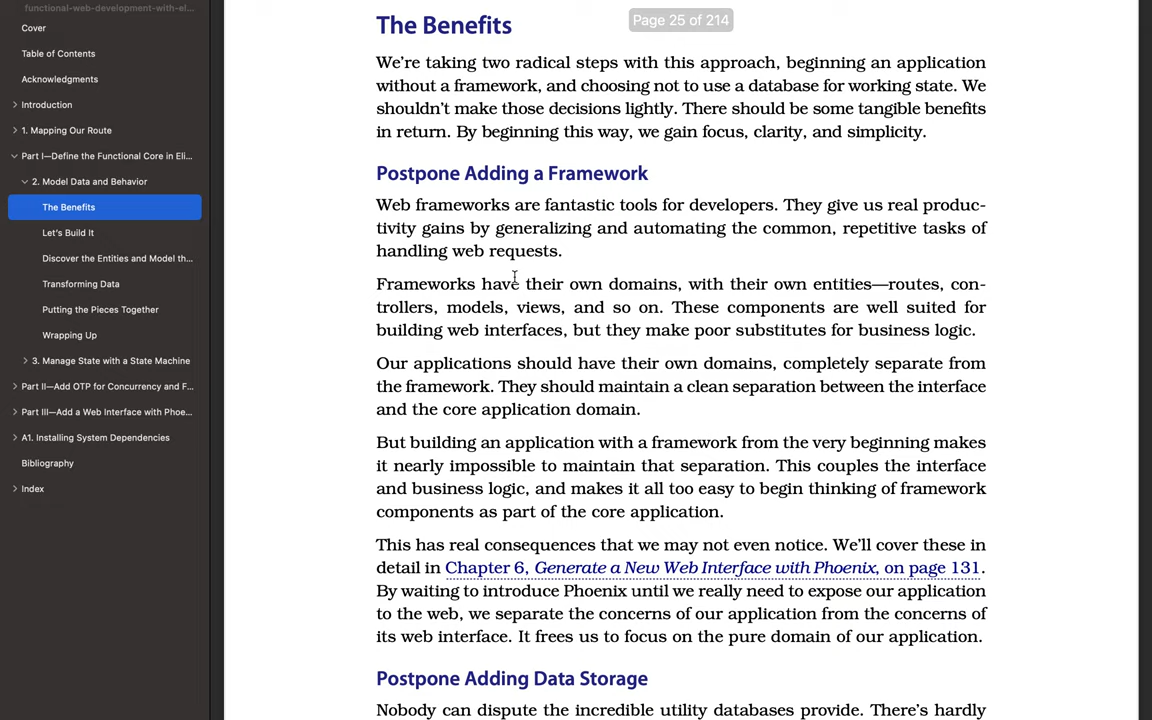 functional-web-development-with-el...
Cover
Table of Contents
Acknowledgments
Introduction
1. Mapping Our Route
Part I—Define the Functional Core in Eli...
2. Model Data and Behavior
The Benefits
Let's Build It
Discover the Entities and Model th...
Transforming Data
Putting the Pieces Together
Wrapping Up
3. Manage State with a State Machine
Part II—Add OTP for Concurrency and F...
Part III—Add a Web Interface with Phoe...
A1. Installing System Dependencies
Bibliography
Index
Page 25 of 214
The Benefits
We're taking two radical steps with this approach, beginning an application
without a framework, and choosing not to use a database for working state. We
shouldn't make those decisions lightly. There should be some tangible benefits
in return. By beginning this way, we gain focus, clarity, and simplicity.
Postpone Adding a Framework
Web frameworks are fantastic tools for developers. They give us real produc-
tivity gains by generalizing and automating the common, repetitive tasks of
handling web requests.
Frameworks have their own domains, with their own entities—routes, con-
trollers, models, views, and so on. These components are well suited for
building web interfaces, but they make poor substitutes for business logic.
Our applications should have their own domains, completely separate from
the framework. They should maintain a clean separation between the interface
and the core application domain.
But building an application with a framework from the very beginning makes
it nearly impossible to maintain that separation. This couples the interface
and business logic, and makes it all too easy to begin thinking of framework
components as part of the core application.
This has real consequences that we may not even notice. We'll cover these in
detail in Chapter 6, Generate a New Web Interface with Phoenix, on page 131.
By waiting to introduce Phoenix until we really need to expose our application
to the web, we separate the concerns of our application from the concerns of
its web interface. It frees us to focus on the pure domain of our application.
Postpone Adding Data Storage
Nobody can dispute the incredible utility databases provide. There's hardly